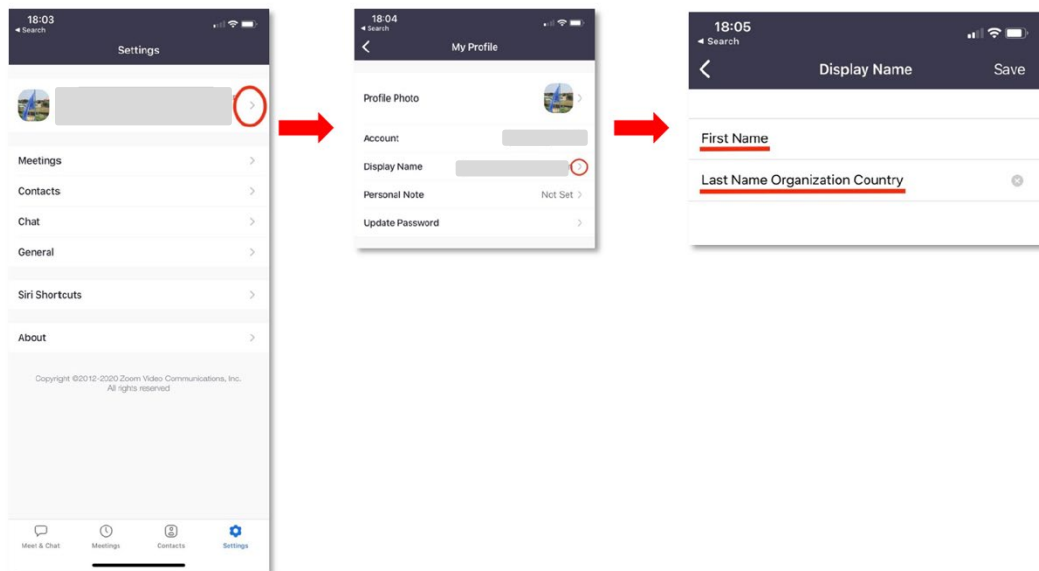 18:03
◄ Search
Settings
Meetings
Contacts
Chat
General
Siri Shortcuts
About
Copyright ©2012-2020 Zoom Video Communications, Inc.
All rights reserved
Meet & Chat
Meetings
Contacts
Settings
18:04
◄ Search
My Profile
Profile Photo
Account
Display Name
Personal Note Not Set
Update Password
18:05
◄ Search
Display Name Save
First Name
Last Name Organization Country